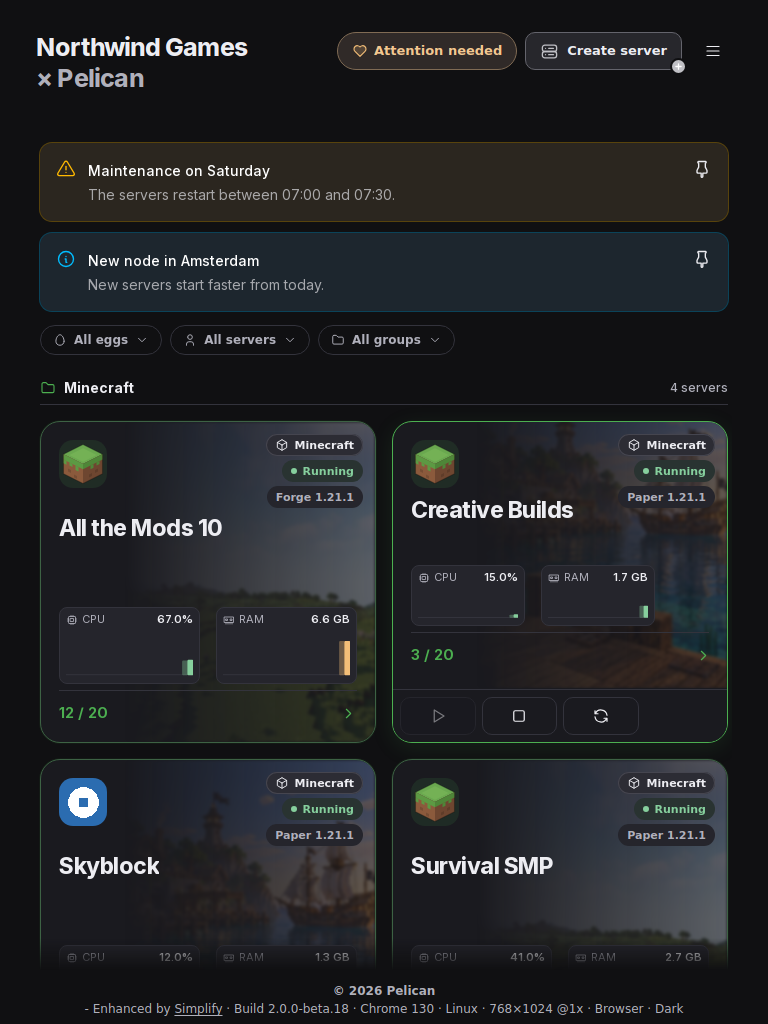 Northwind Games
× Pelican
Attention needed
Create server
Maintenance on Saturday
The servers restart between 07:00 and 07:30.
New node in Amsterdam
New servers start faster from today.
All eggs
All servers
All groups
Minecraft
4 servers
Minecraft
Running
Forge 1.21.1
All the Mods 10
CPU 67.0%
RAM 6.6 GB
12 / 20
Minecraft
Running
Paper 1.21.1
Creative Builds
CPU 15.0%
RAM 1.7 GB
3 / 20
Minecraft
Running
Paper 1.21.1
Skyblock
CPU 12.0%
RAM 1.3 GB
Minecraft
Running
Paper 1.21.1
Survival SMP
CPU 41.0%
RAM 2.7 GB
© 2026 Pelican
- Enhanced by Simplify · Build 2.0.0-beta.18 · Chrome 130 · Linux · 768×1024 @1x · Browser · Dark